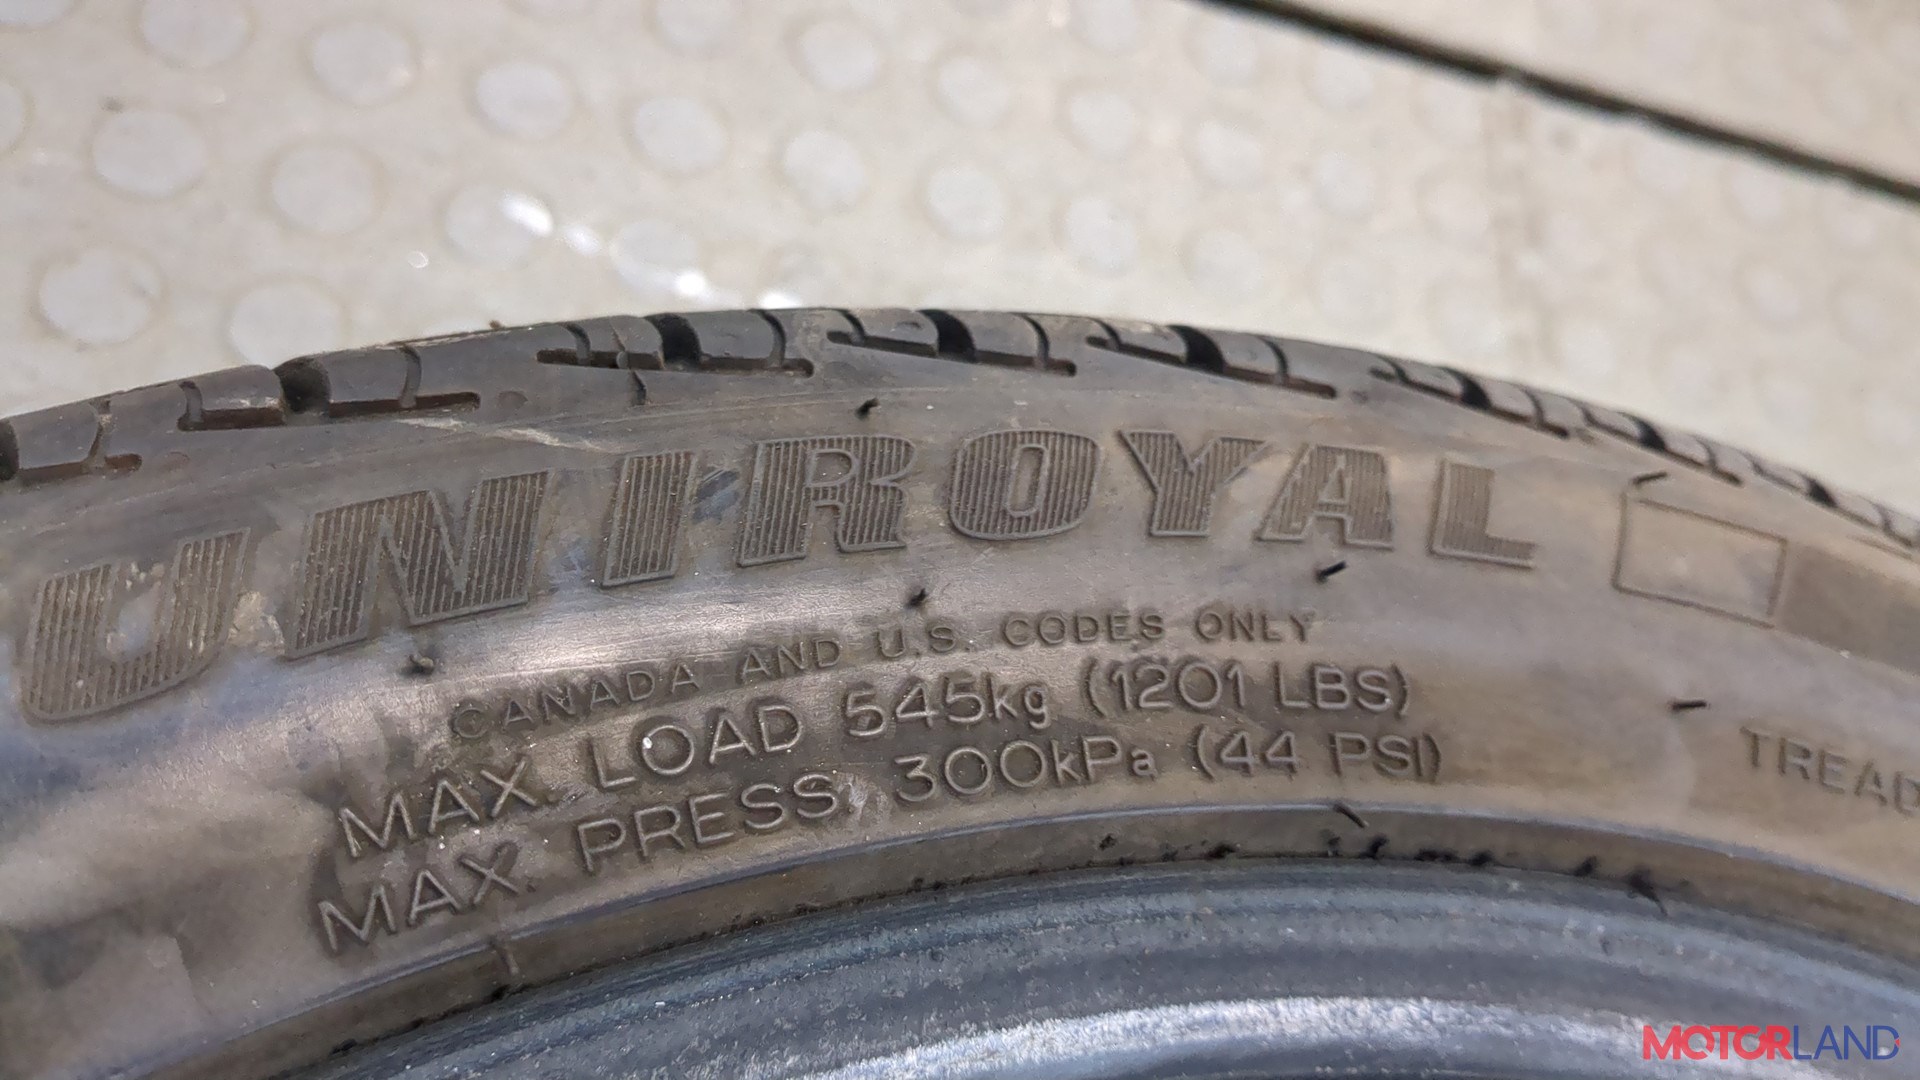 UNIROYAL
CANADA AND U.S. CODES ONLY
MAX. LOAD 545kg (1201 LBS)
MAX. PRESS. 300kPa (44 PSI)
TREAD
MOTORLAND